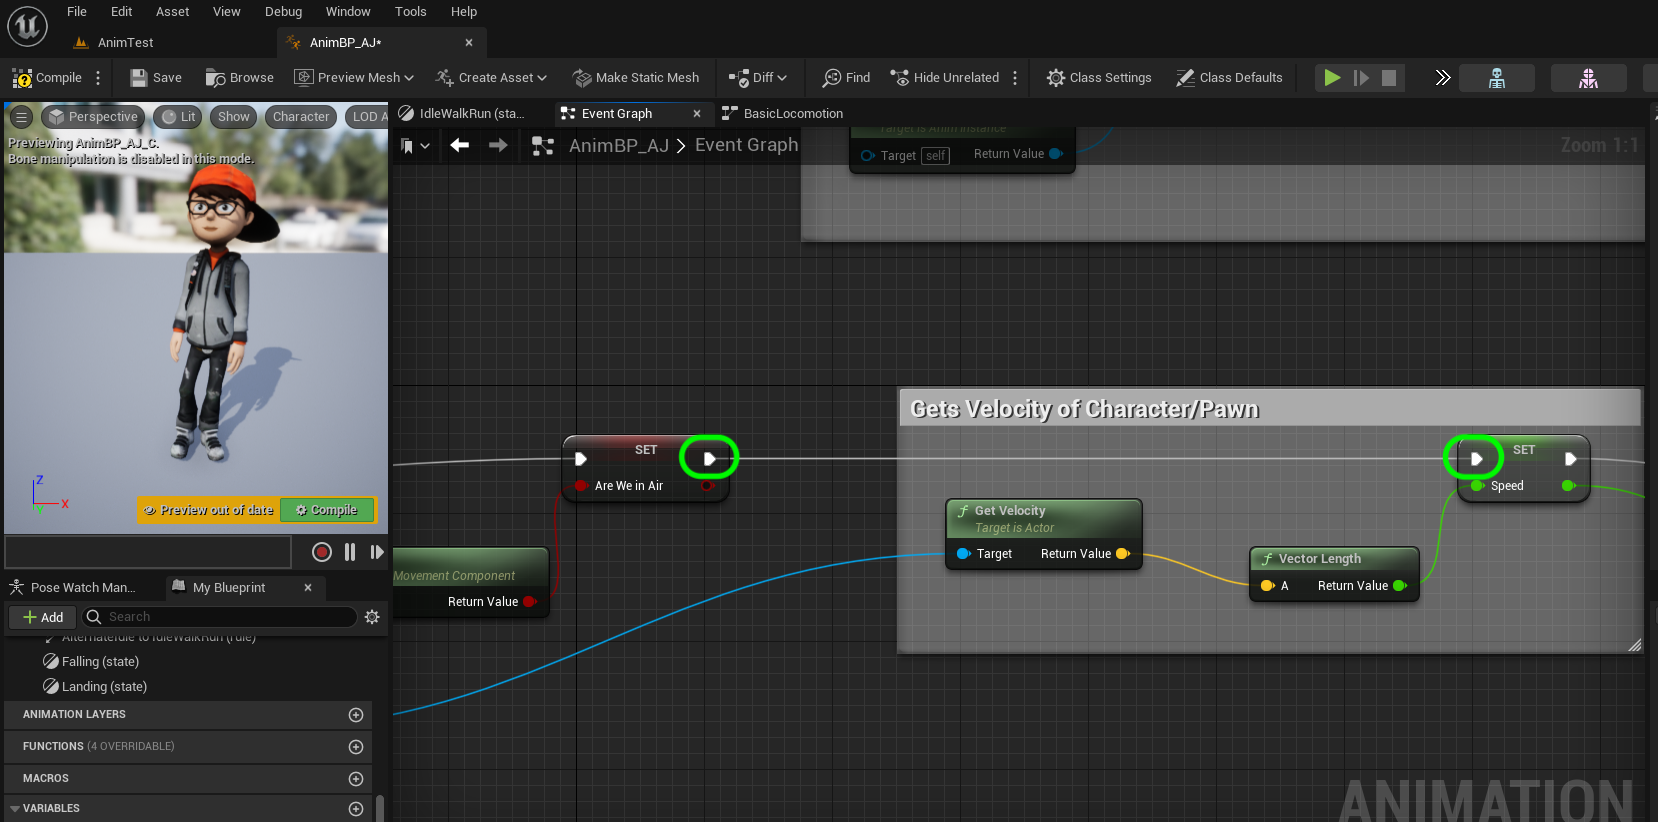 File Edit Asset View Debug Window Tools Help
AnimTest AnimBP_AJ*
Compile Save Browse Preview Mesh Create Asset Make Static Mesh Diff Find Hide Unrelated Class Settings Class Defaults
IdleWalkRun (sta... Event Graph BasicLocomotion
Perspective Lit Show Character LOD A
Previewing AnimBP_AJ_C.
Bone manipulation is disabled in this mode.
AnimBP_AJ > Event Graph
Zoom 1:1
Target is Anim Instance
Target self Return Value
Gets Velocity of Character/Pawn
SET
Are We in Air
SET
Speed
Get Velocity
Target is Actor
Target Return Value
Vector Length
A Return Value
Movement Component
Return Value
Z
X
Y
Preview out of date Compile
Pose Watch Man... My Blueprint
Add Search
AlternateIdle to IdleWalkRun (rule)
Falling (state)
Landing (state)
ANIMATION LAYERS
FUNCTIONS (4 OVERRIDABLE)
MACROS
VARIABLES
ANIMATION